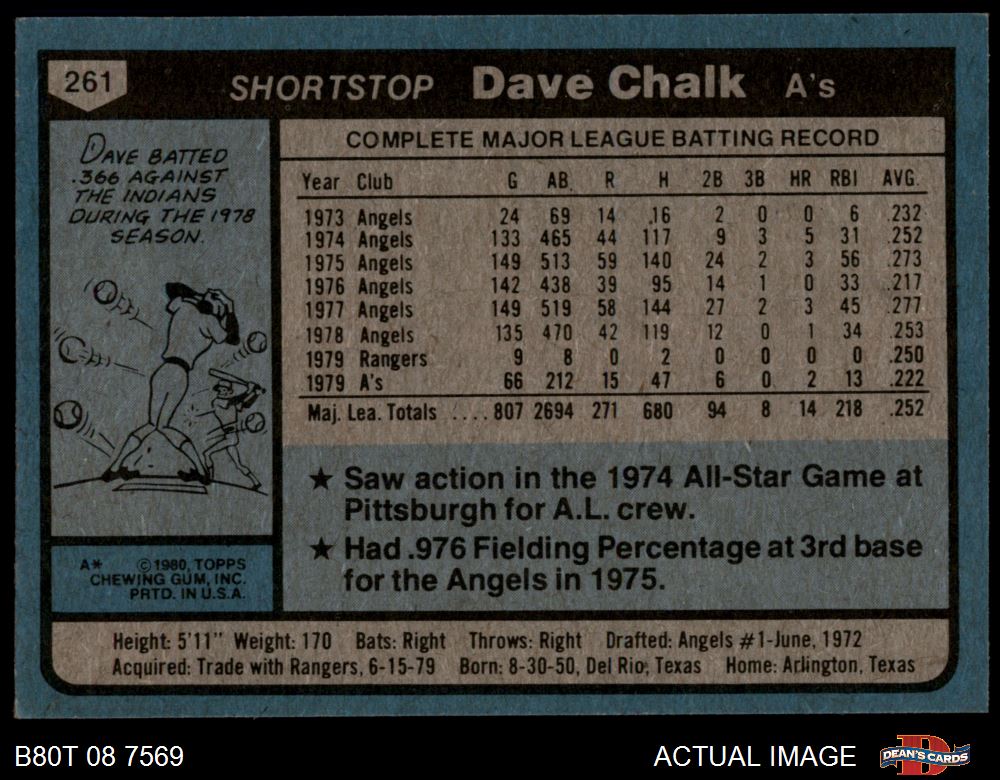 261 SHORTSTOP Dave Chalk A's
DAVE BATTED
.366 AGAINST
THE INDIANS
DURING THE 1978
SEASON.
COMPLETE MAJOR LEAGUE BATTING RECORD
Year Club G AB R H 2B 3B HR RBI AVG.
1973 Angels 24 69 14 16 2 0 0 6 .232
1974 Angels 133 465 44 117 9 3 5 31 .252
1975 Angels 149 513 59 140 24 2 3 56 .273
1976 Angels 142 438 39 95 14 1 0 33 .217
1977 Angels 149 519 58 144 27 2 3 45 .277
1978 Angels 135 470 42 119 12 0 1 34 .253
1979 Rangers 9 8 0 2 0 0 0 0 .250
1979 A's 66 212 15 47 6 0 2 13 .222
Maj. Lea. Totals ....807 2694 271 680 94 8 14 218 .252
★ Saw action in the 1974 All-Star Game at
Pittsburgh for A.L. crew.
★ Had .976 Fielding Percentage at 3rd base
for the Angels in 1975.
A* ©1980, TOPPS
CHEWING GUM, INC.
PRTD. IN U.S.A.
Height: 5'11" Weight: 170 Bats: Right Throws: Right Drafted: Angels #1-June, 1972
Acquired: Trade with Rangers, 6-15-79 Born: 8-30-50, Del Rio, Texas Home: Arlington, Texas
B80T 08 7569 ACTUAL IMAGE DEAN'S CARDS